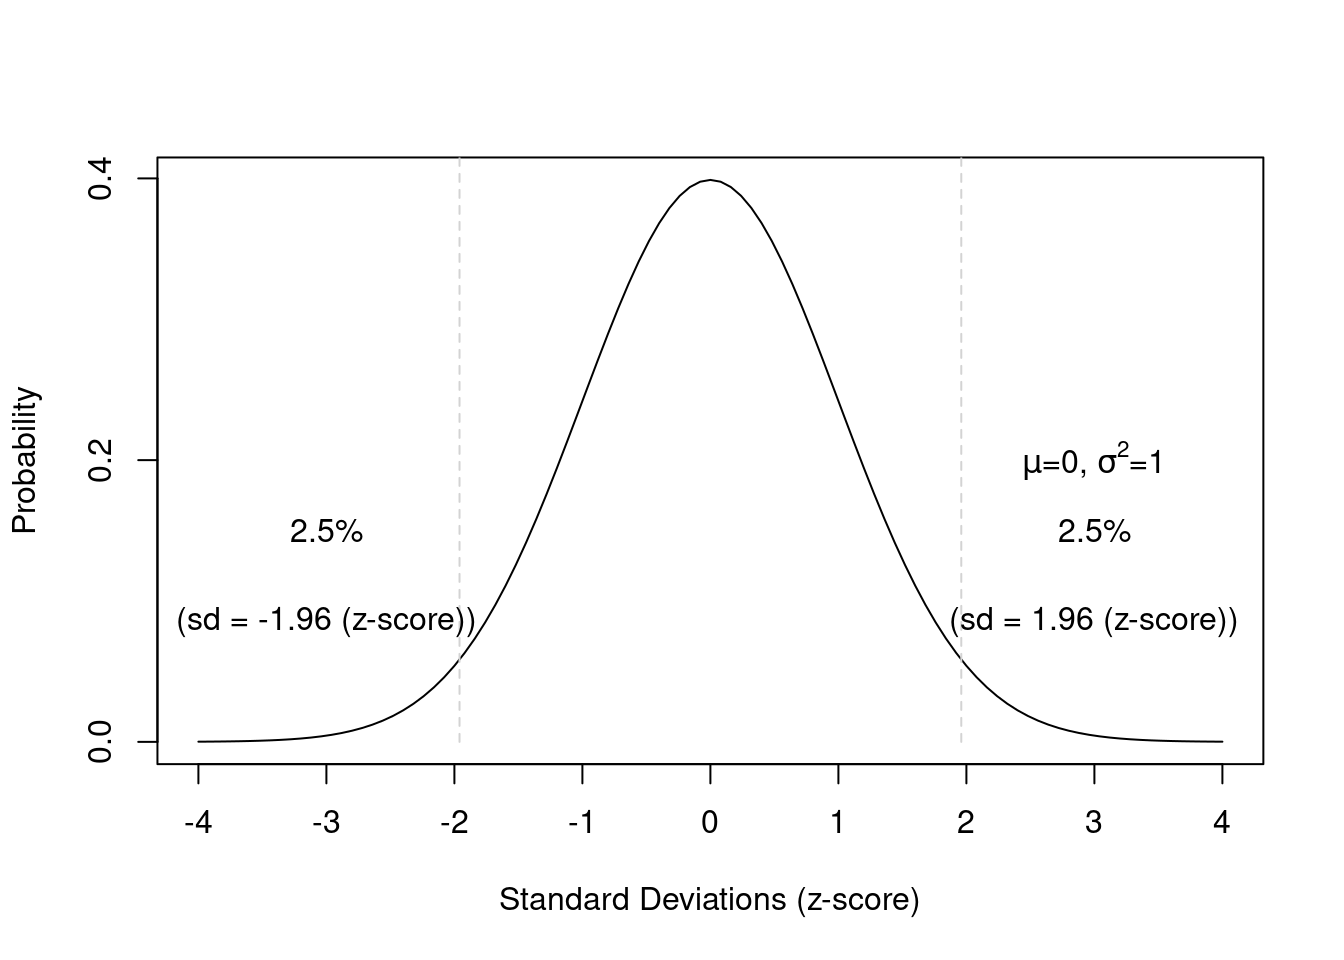 0.4
0.2
0.0
Probability
μ=0, σ²=1
2.5%
2.5%
(sd = -1.96 (z-score))
(sd = 1.96 (z-score))
-4 -3 -2 -1 0 1 2 3 4
Standard Deviations (z-score)